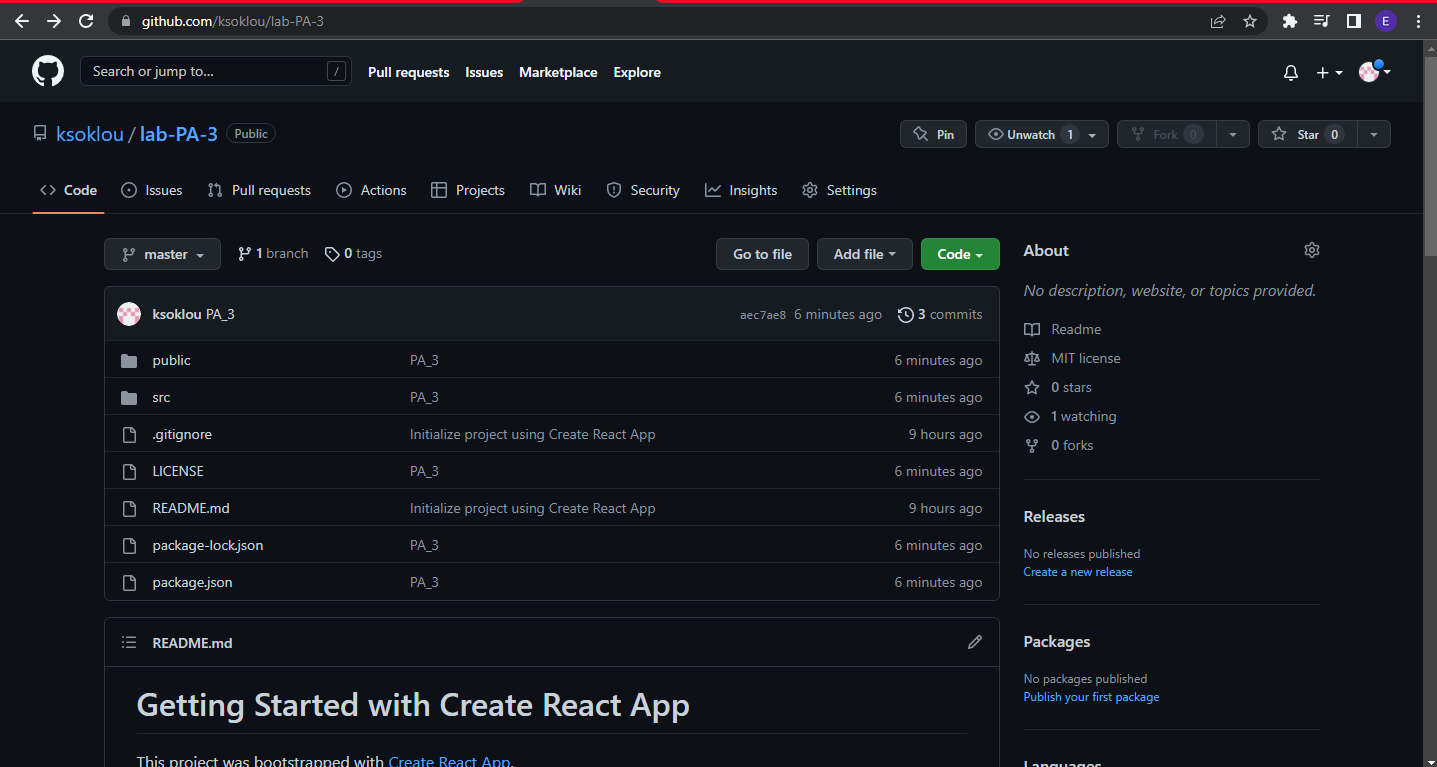 github.com/ksoklou/lab-PA-3
E
Search or jump to... /
Pull requests Issues Marketplace Explore
ksoklou / lab-PA-3 Public
Pin Unwatch 1 Fork 0 Star 0
Code Issues Pull requests Actions Projects Wiki Security Insights Settings
master 1 branch 0 tags Go to file Add file Code
About
No description, website, or topics provided.
Readme
MIT license
0 stars
1 watching
0 forks
ksoklou PA_3 aec7ae8 6 minutes ago 3 commits
public PA_3 6 minutes ago
src PA_3 6 minutes ago
.gitignore Initialize project using Create React App 9 hours ago
LICENSE PA_3 6 minutes ago
README.md Initialize project using Create React App 9 hours ago
package-lock.json PA_3 6 minutes ago
package.json PA_3 6 minutes ago
Releases
No releases published
Create a new release
Packages
No packages published
Publish your first package
Languages
README.md
Getting Started with Create React App
This project was bootstrapped with Create React App.